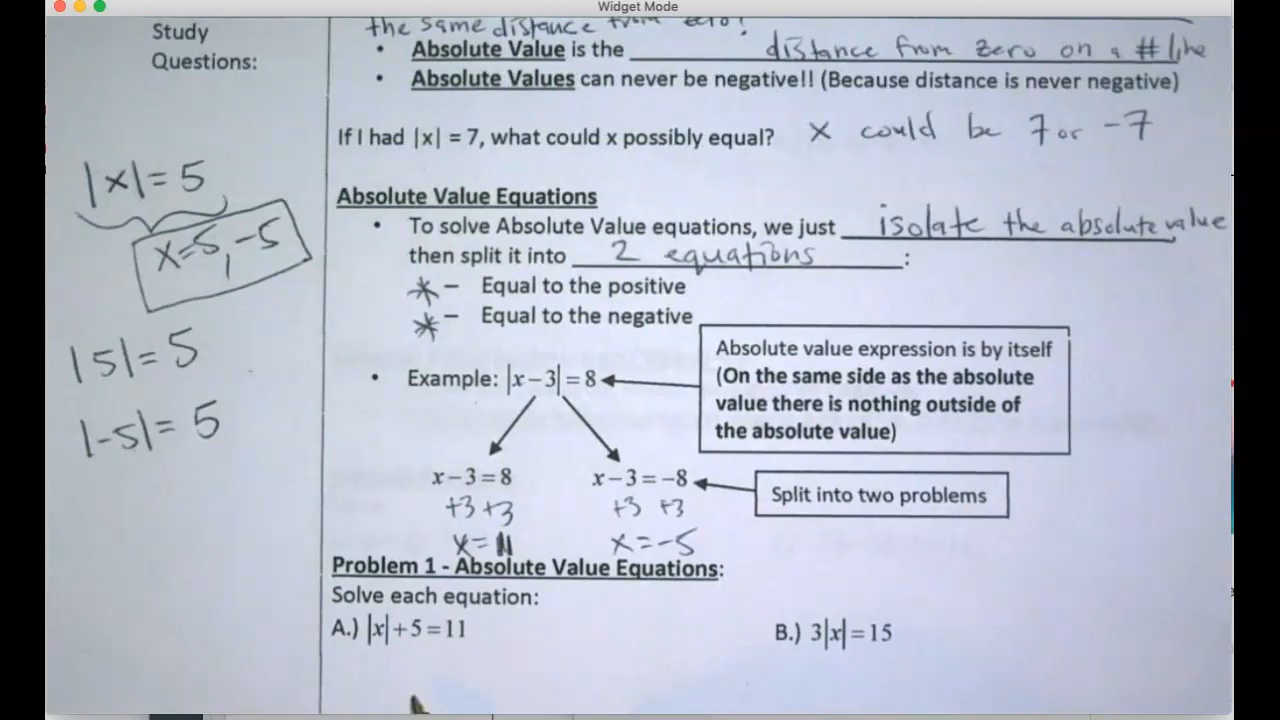 Widget Mode
Study
Questions:
|x| = 5
x=5, -5
|5| = 5
|-5| = 5
the same distance from zero!
• Absolute Value is the distance from zero on a # line
• Absolute Values can never be negative!! (Because distance is never negative)
If I had |x| = 7, what could x possibly equal? x could be 7 or -7
Absolute Value Equations
• To solve Absolute Value equations, we just isolate the absolute value
then split it into 2 equations :
* – Equal to the positive
* – Equal to the negative
• Example: |x − 3| = 8
Absolute value expression is by itself
(On the same side as the absolute
value there is nothing outside of
the absolute value)
x − 3 = 8 x − 3 = −8
Split into two problems
+3 +3 +3 +3
x = 11 x = -5
Problem 1 - Absolute Value Equations:
Solve each equation:
A.) |x| + 5 = 11 B.) 3|x| = 15